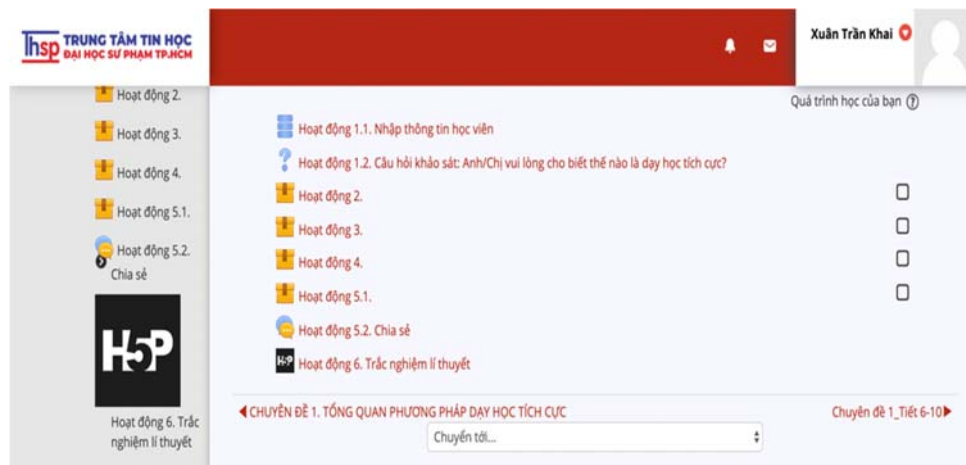 Thsp TRUNG TÂM TIN HỌC
ĐẠI HỌC SƯ PHẠM TP.HCM
Xuân Trần Khai
Hoạt động 2.
Hoạt động 3.
Hoạt động 4.
Hoạt động 5.1.
Hoạt động 5.2.
Chia sẻ
H5P
Hoạt động 6. Trắc
nghiệm lí thuyết
Quá trình học của bạn ?
Hoạt động 1.1. Nhập thông tin học viên
? Hoạt động 1.2. Câu hỏi khảo sát: Anh/Chị vui lòng cho biết thế nào là dạy học tích cực?
Hoạt động 2.
Hoạt động 3.
Hoạt động 4.
Hoạt động 5.1.
Hoạt động 5.2. Chia sẻ
H5P Hoạt động 6. Trắc nghiệm lí thuyết
◀ CHUYÊN ĐỀ 1. TỔNG QUAN PHƯƠNG PHÁP DẠY HỌC TÍCH CỰC
Chuyên đề 1_Tiết 6-10 ▶
Chuyển tới...